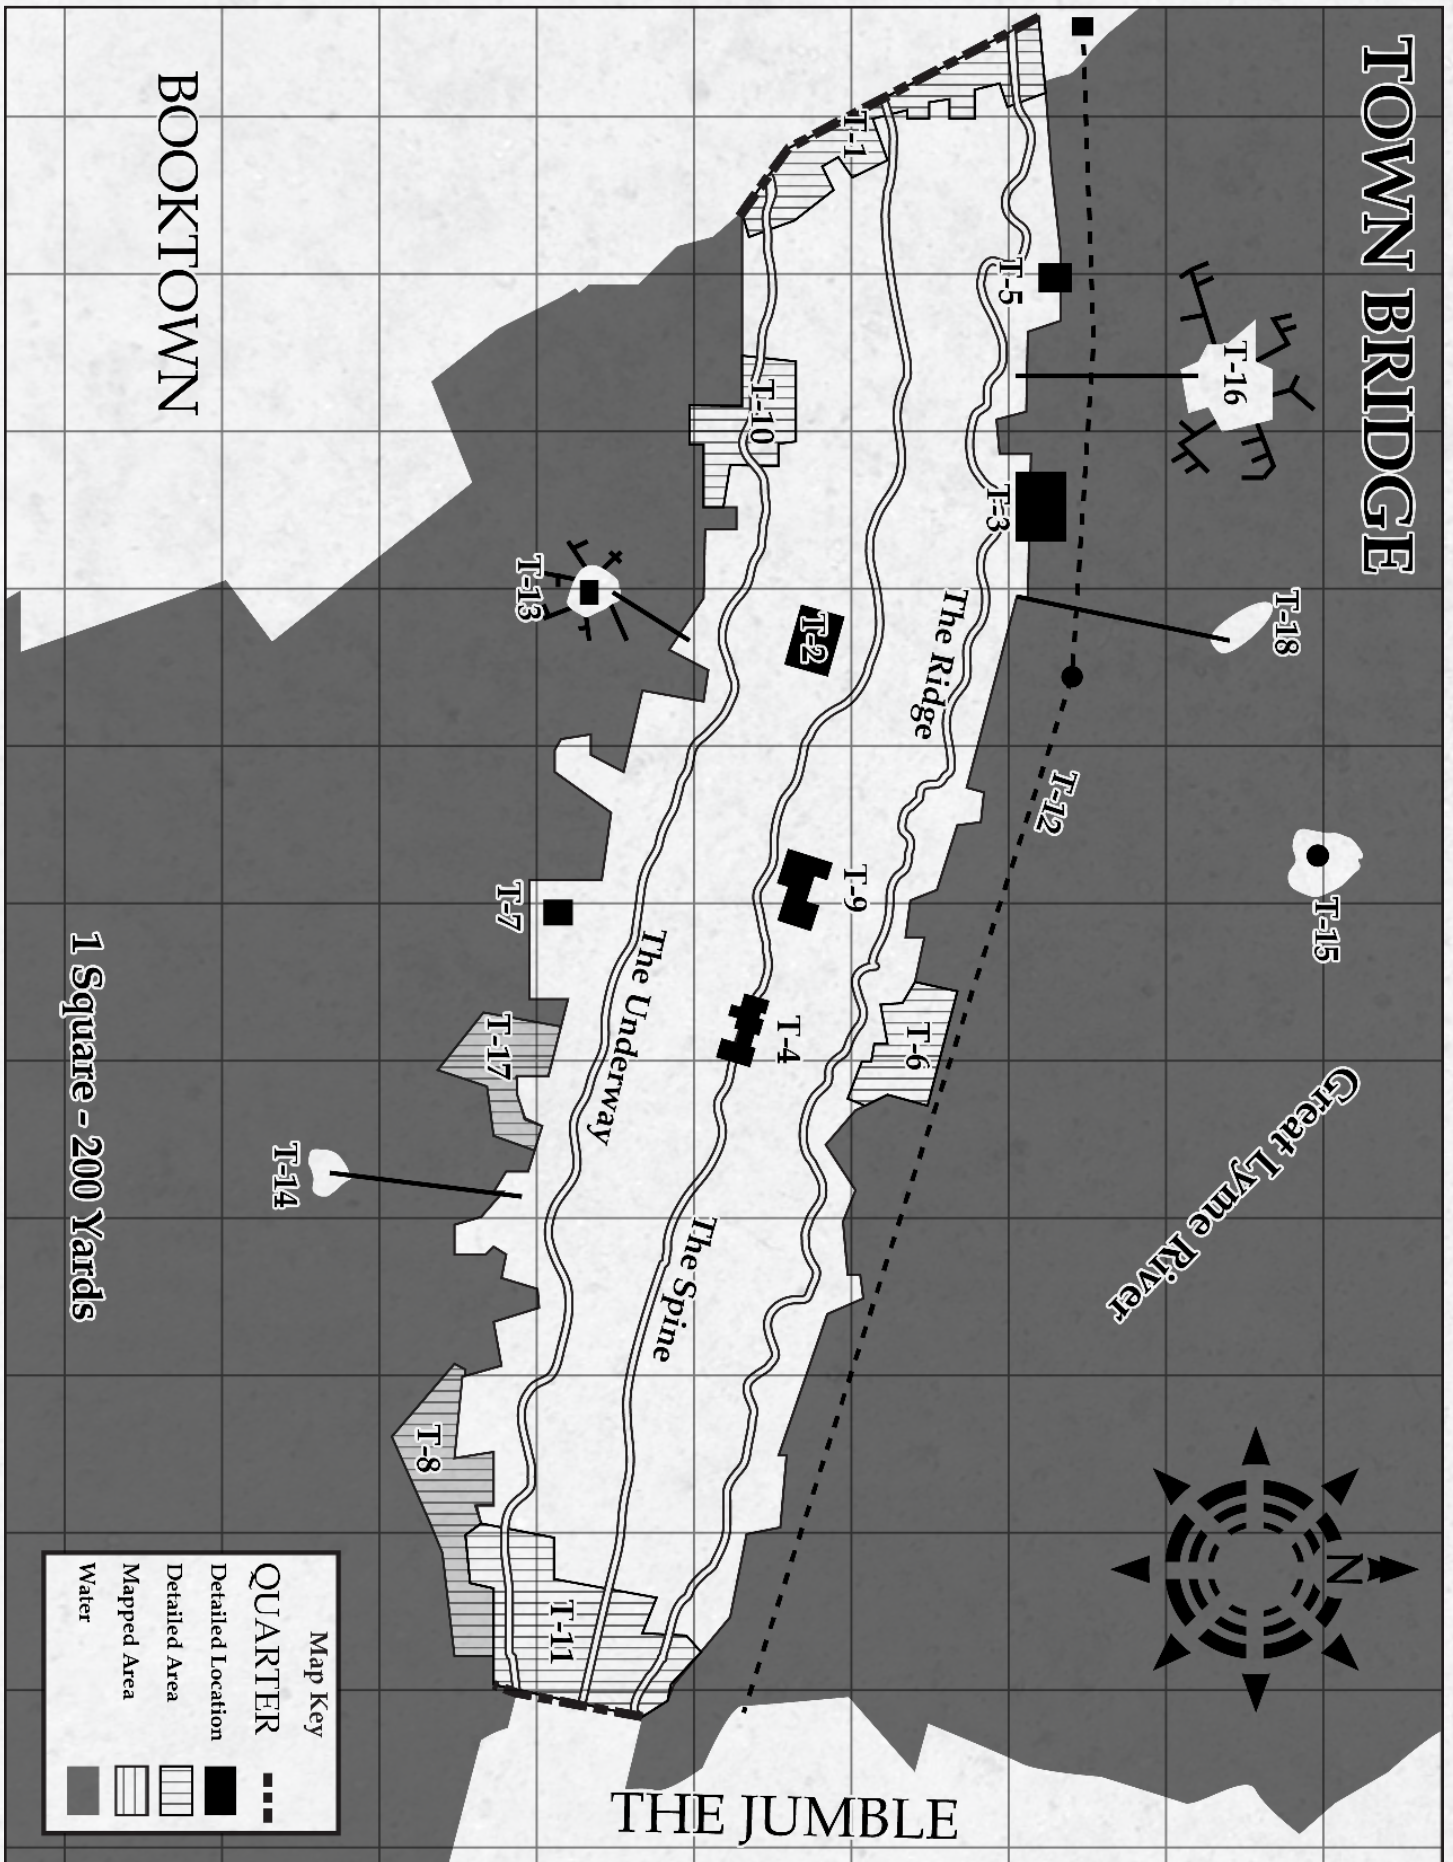 TOWN BRIDGE
BOOKTOWN
THE JUMBLE
Great Lyme River
The Ridge
The Spine
The Underway
T-1
T-2
T-3
T-4
T-5
T-6
T-7
T-8
T-9
T-10
T-11
T-12
T-13
T-14
T-15
T-16
T-17
T-18
N
1 Square - 200 Yards
Map Key
QUARTER
Detailed Location
Detailed Area
Mapped Area
Water